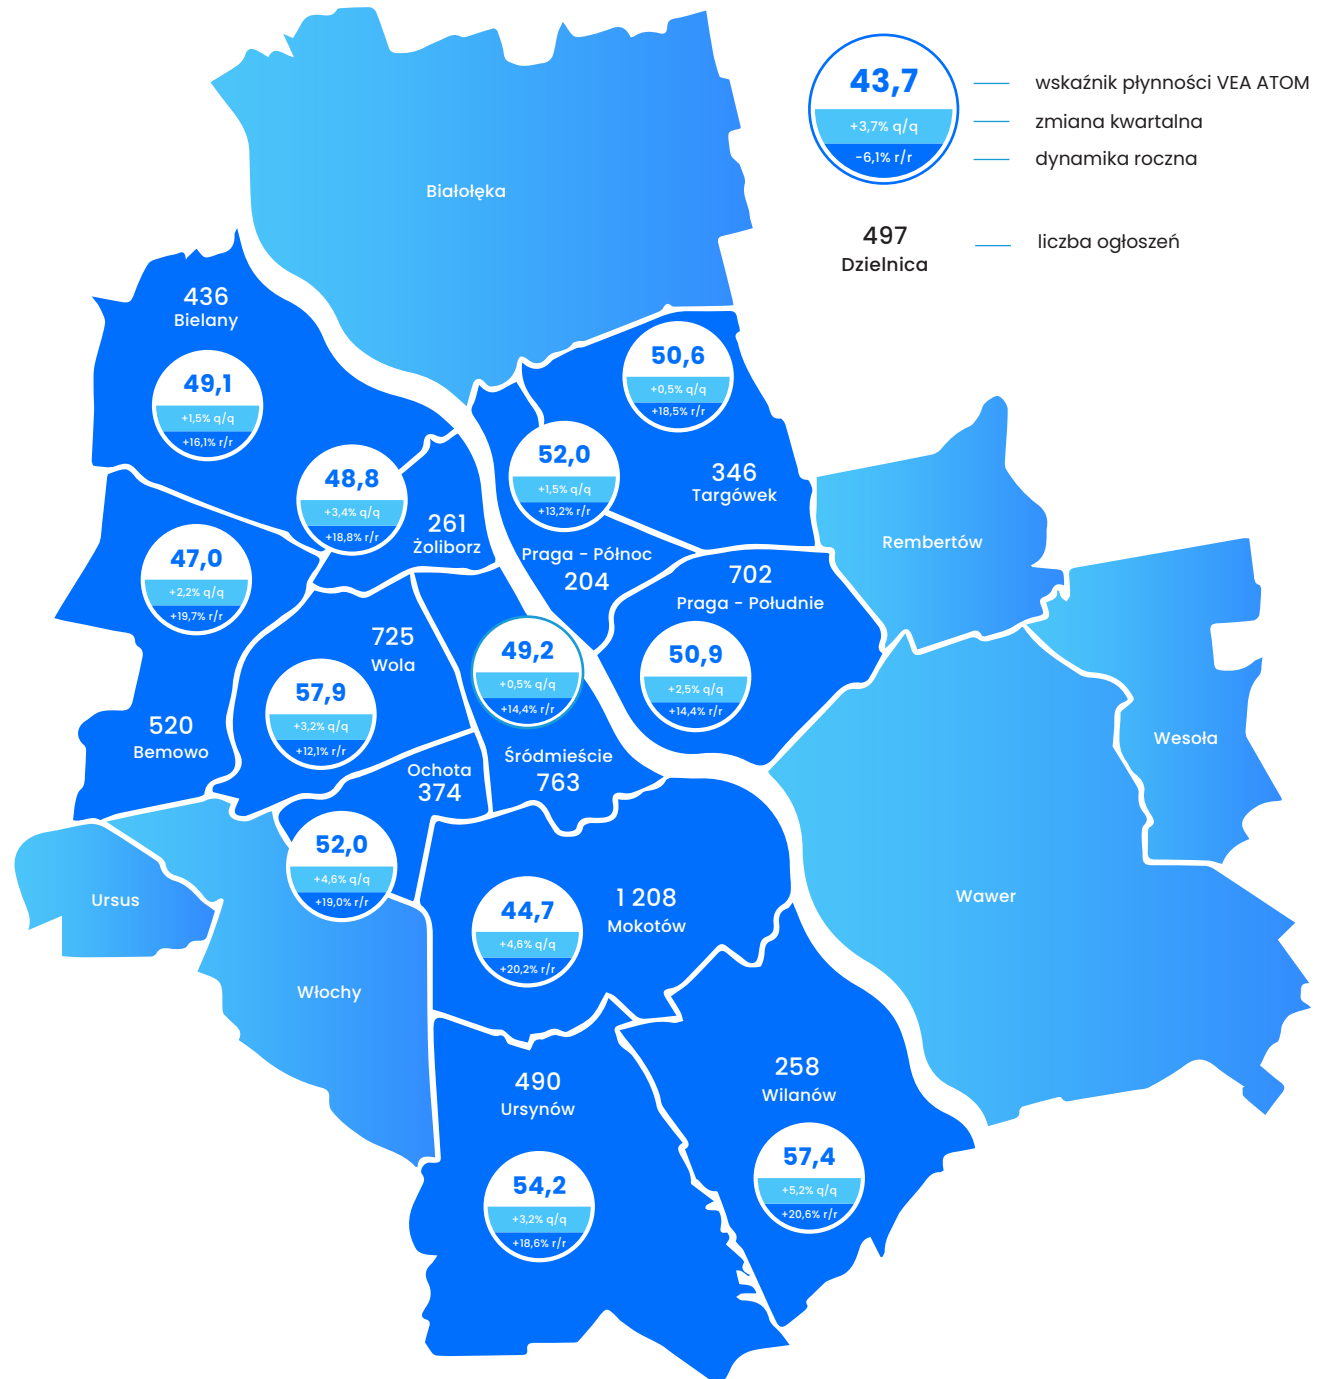 43,7
+3,7% q/q
-6,1% r/r
wskaźnik płynności VEA ATOM
zmiana kwartalna
dynamika roczna
497
Dzielnica
liczba ogłoszeń
Białołęka
436
Bielany
49,1
+1,5% q/q
+16,1% r/r
50,6
+0,5% q/q
+18,5% r/r
346
Targówek
52,0
+1,5% q/q
+13,2% r/r
Praga - Północ
204
48,8
+3,4% q/q
+18,8% r/r
261
Żoliborz
47,0
+2,2% q/q
+19,7% r/r
520
Bemowo
Rembertów
702
Praga - Południe
50,9
+2,5% q/q
+14,4% r/r
725
Wola
57,9
+3,2% q/q
+12,1% r/r
49,2
+0,5% q/q
+14,4% r/r
Śródmieście
763
Wesoła
Ochota
374
52,0
+4,6% q/q
+19,0% r/r
Ursus
Włochy
44,7
+4,6% q/q
+20,2% r/r
1 208
Mokotów
Wawer
490
Ursynów
54,2
+3,2% q/q
+18,6% r/r
258
Wilanów
57,4
+5,2% q/q
+20,6% r/r